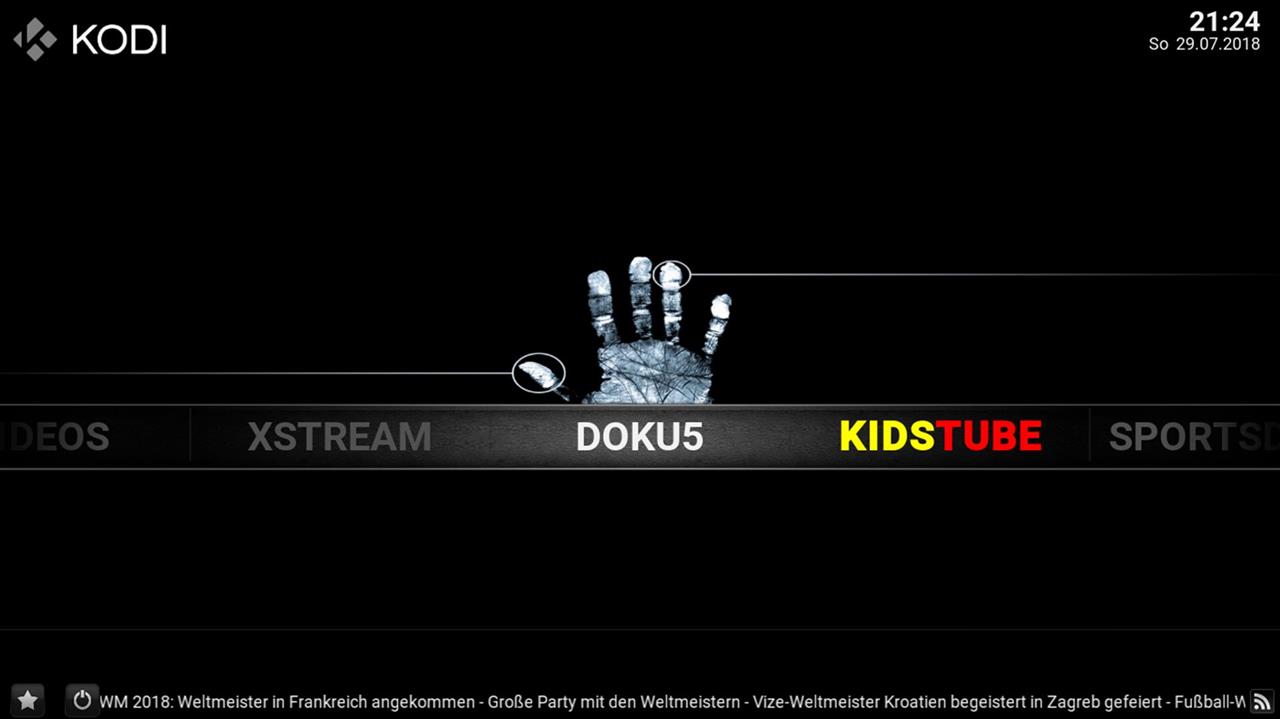 KODI
21:24
So 29.07.2018
IDEOS XSTREAM DOKU5 KIDSTUBE SPORTSD
WM 2018: Weltmeister in Frankreich angekommen - Große Party mit den Weltmeistern - Vize-Weltmeister Kroatien begeistert in Zagreb gefeiert - Fußball-W